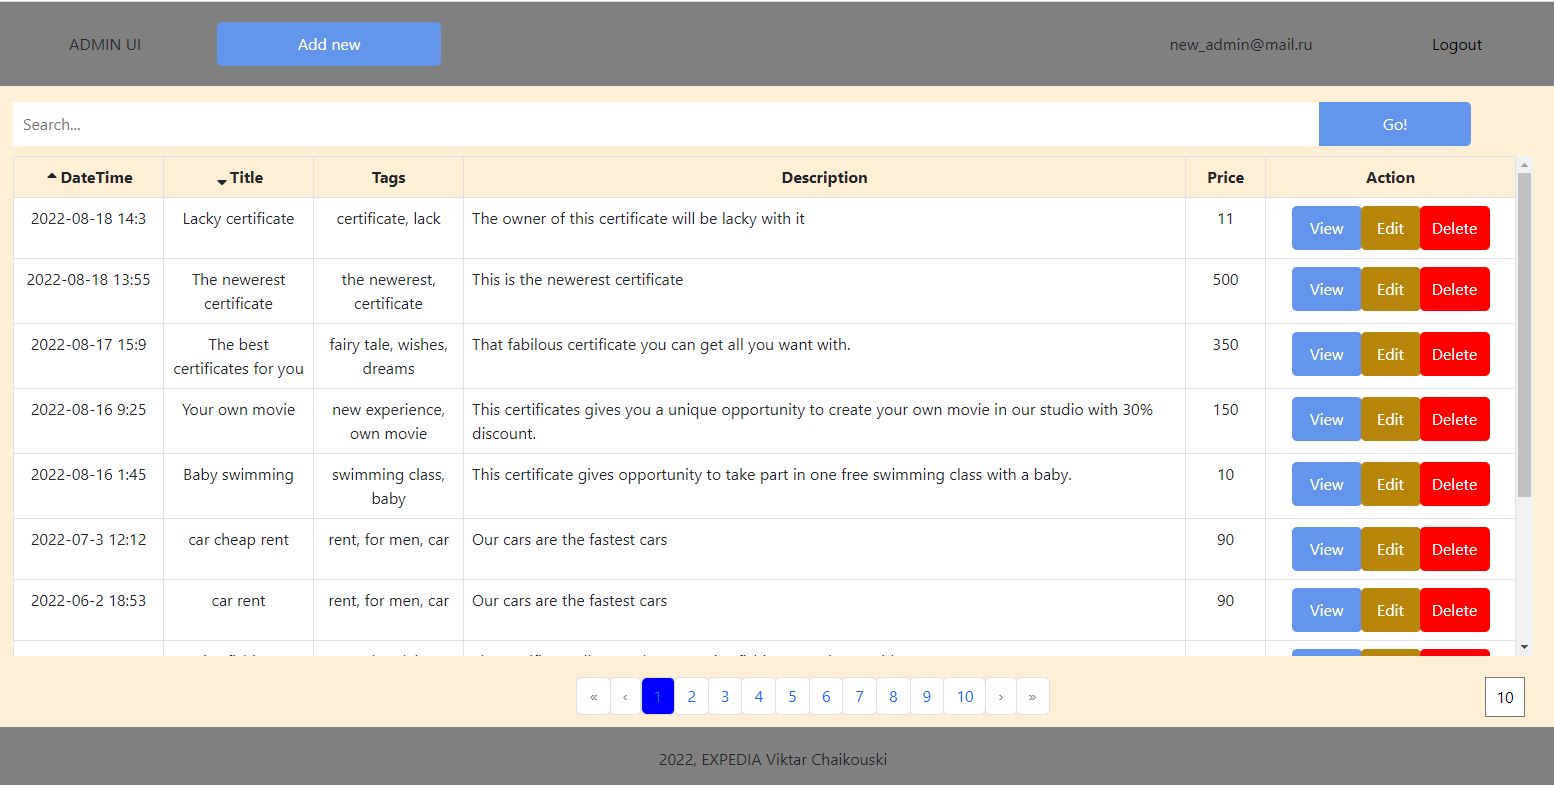 ADMIN UI Add new new_admin@mail.ru Logout
Search... Go!
DateTime Title Tags Description Price Action
2022-08-18 14:3 Lacky certificate certificate, lack The owner of this certificate will be lacky with it 11 View Edit Delete
2022-08-18 13:55 The newerest the newerest, This is the newerest certificate 500 View Edit Delete
certificate certificate
2022-08-17 15:9 The best fairy tale, wishes, That fabilous certificate you can get all you want with. 350 View Edit Delete
certificates for you dreams
2022-08-16 9:25 Your own movie new experience, This certificates gives you a unique opportunity to create your own movie in our studio with 30% 150 View Edit Delete
own movie discount.
2022-08-16 1:45 Baby swimming swimming class, This certificate gives opportunity to take part in one free swimming class with a baby. 10 View Edit Delete
baby
2022-07-3 12:12 car cheap rent rent, for men, car Our cars are the fastest cars 90 View Edit Delete
2022-06-2 18:53 car rent rent, for men, car Our cars are the fastest cars 90 View Edit Delete
« ‹ 1 2 3 4 5 6 7 8 9 10 › » 10
2022, EXPEDIA Viktar Chaikouski